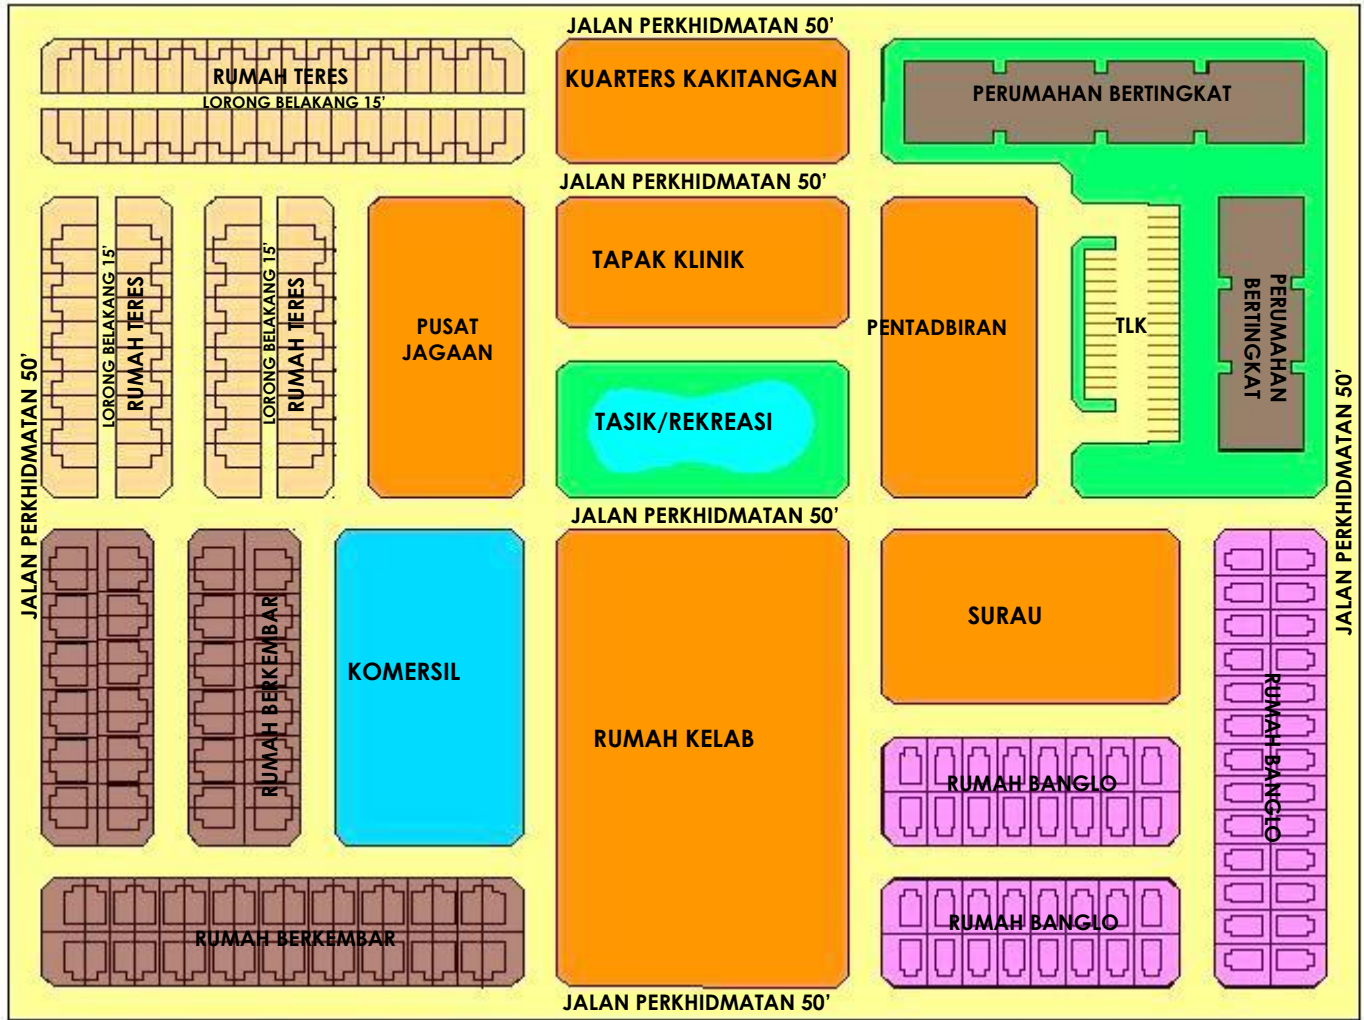 JALAN PERKHIDMATAN 50'
RUMAH TERES
LORONG BELAKANG 15'
KUARTERS KAKITANGAN
PERUMAHAN BERTINGKAT
JALAN PERKHIDMATAN 50'
LORONG BELAKANG 15'
RUMAH TERES
LORONG BELAKANG 15'
RUMAH TERES
PUSAT
JAGAAN
TAPAK KLINIK
PENTADBIRAN
TLK
PERUMAHAN
BERTINGKAT
TASIK/REKREASI
JALAN PERKHIDMATAN 50'
JALAN PERKHIDMATAN 50'
JALAN PERKHIDMATAN 50'
RUMAH BERKEMBAR
KOMERSIL
RUMAH KELAB
SURAU
RUMAH BANGLO
RUMAH BANGLO
RUMAH BERKEMBAR
RUMAH BANGLO
JALAN PERKHIDMATAN 50'